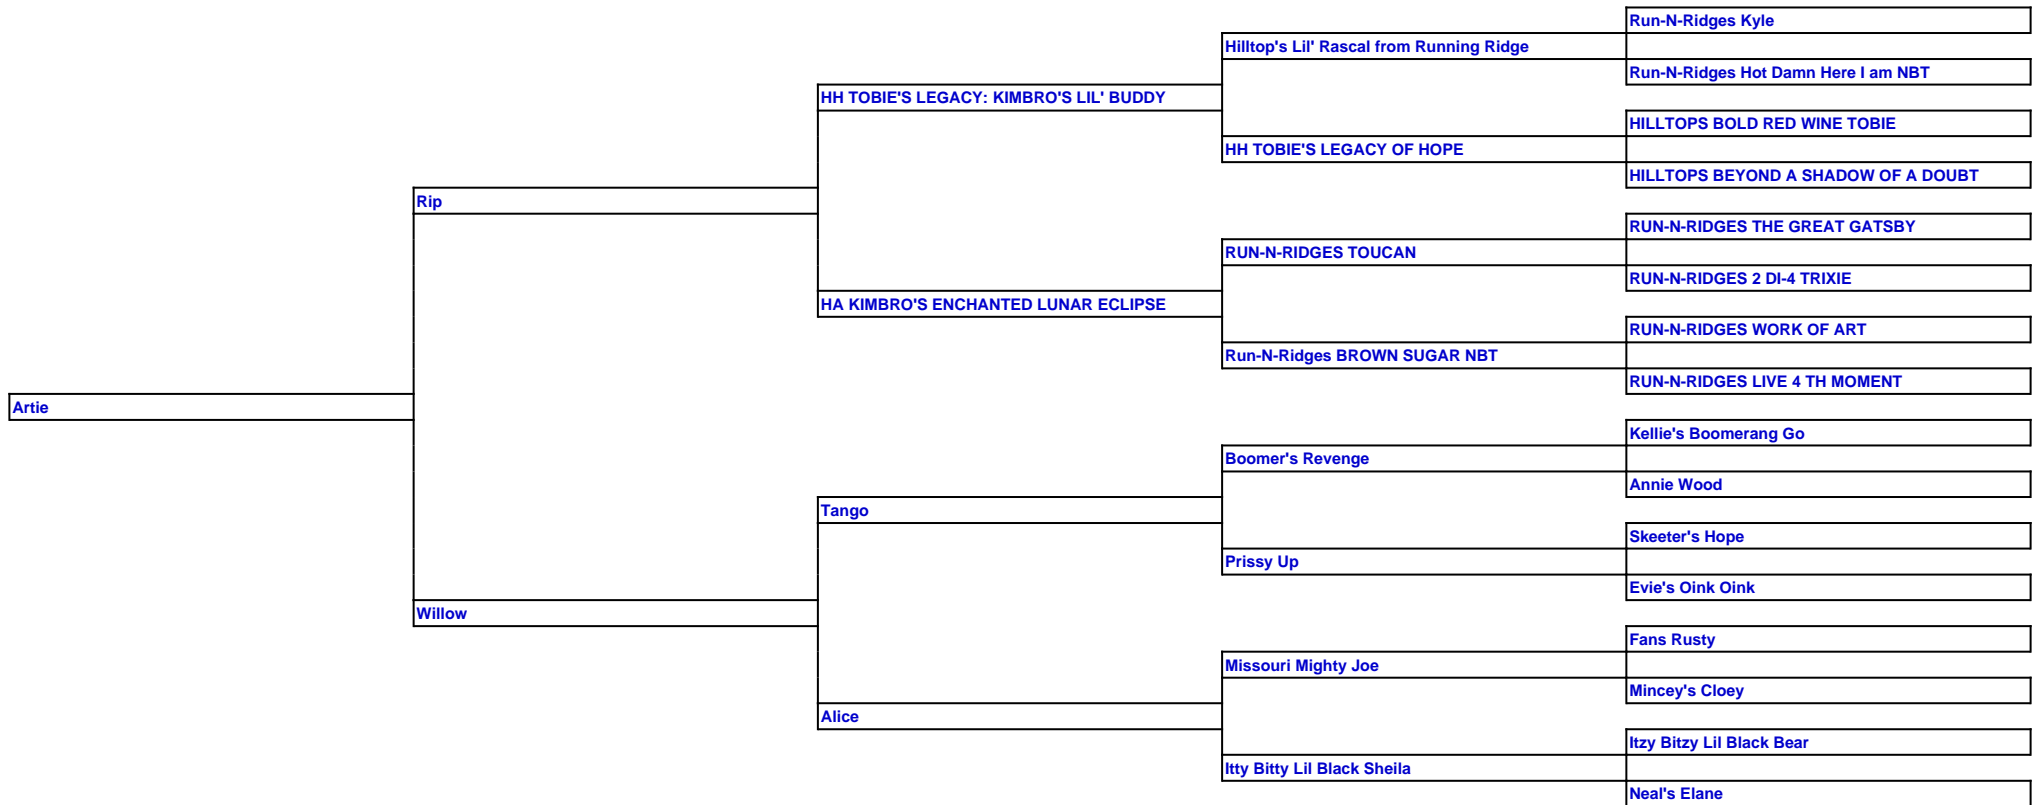 Run-N-Ridges Kyle
Hilltop's Lil' Rascal from Running Ridge
Run-N-Ridges Hot Damn Here I am NBT
HH TOBIE'S LEGACY: KIMBRO'S LIL' BUDDY
HILLTOPS BOLD RED WINE TOBIE
HH TOBIE'S LEGACY OF HOPE
HILLTOPS BEYOND A SHADOW OF A DOUBT
Rip
RUN-N-RIDGES THE GREAT GATSBY
RUN-N-RIDGES TOUCAN
RUN-N-RIDGES 2 DI-4 TRIXIE
HA KIMBRO'S ENCHANTED LUNAR ECLIPSE
RUN-N-RIDGES WORK OF ART
Run-N-Ridges BROWN SUGAR NBT
RUN-N-RIDGES LIVE 4 TH MOMENT
Artie
Kellie's Boomerang Go
Boomer's Revenge
Annie Wood
Tango
Skeeter's Hope
Prissy Up
Evie's Oink Oink
Willow
Fans Rusty
Missouri Mighty Joe
Mincey's Cloey
Alice
Itzy Bitzy Lil Black Bear
Itty Bitty Lil Black Sheila
Neal's Elane